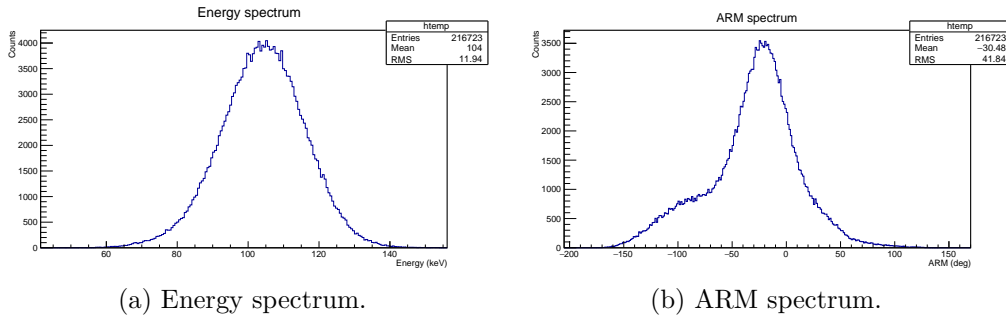 Energy spectrum
Counts
htemp
Entries 216723
Mean 104
RMS 11.94
4000
3500
3000
2500
2000
1500
1000
500
0
60 80 100 120 140
Energy (keV)
(a) Energy spectrum.
ARM spectrum
Counts
htemp
Entries 216723
Mean −30.48
RMS 41.84
3500
3000
2500
2000
1500
1000
500
0
−200 −150 −100 −50 0 50 100 150
ARM (deg)
(b) ARM spectrum.